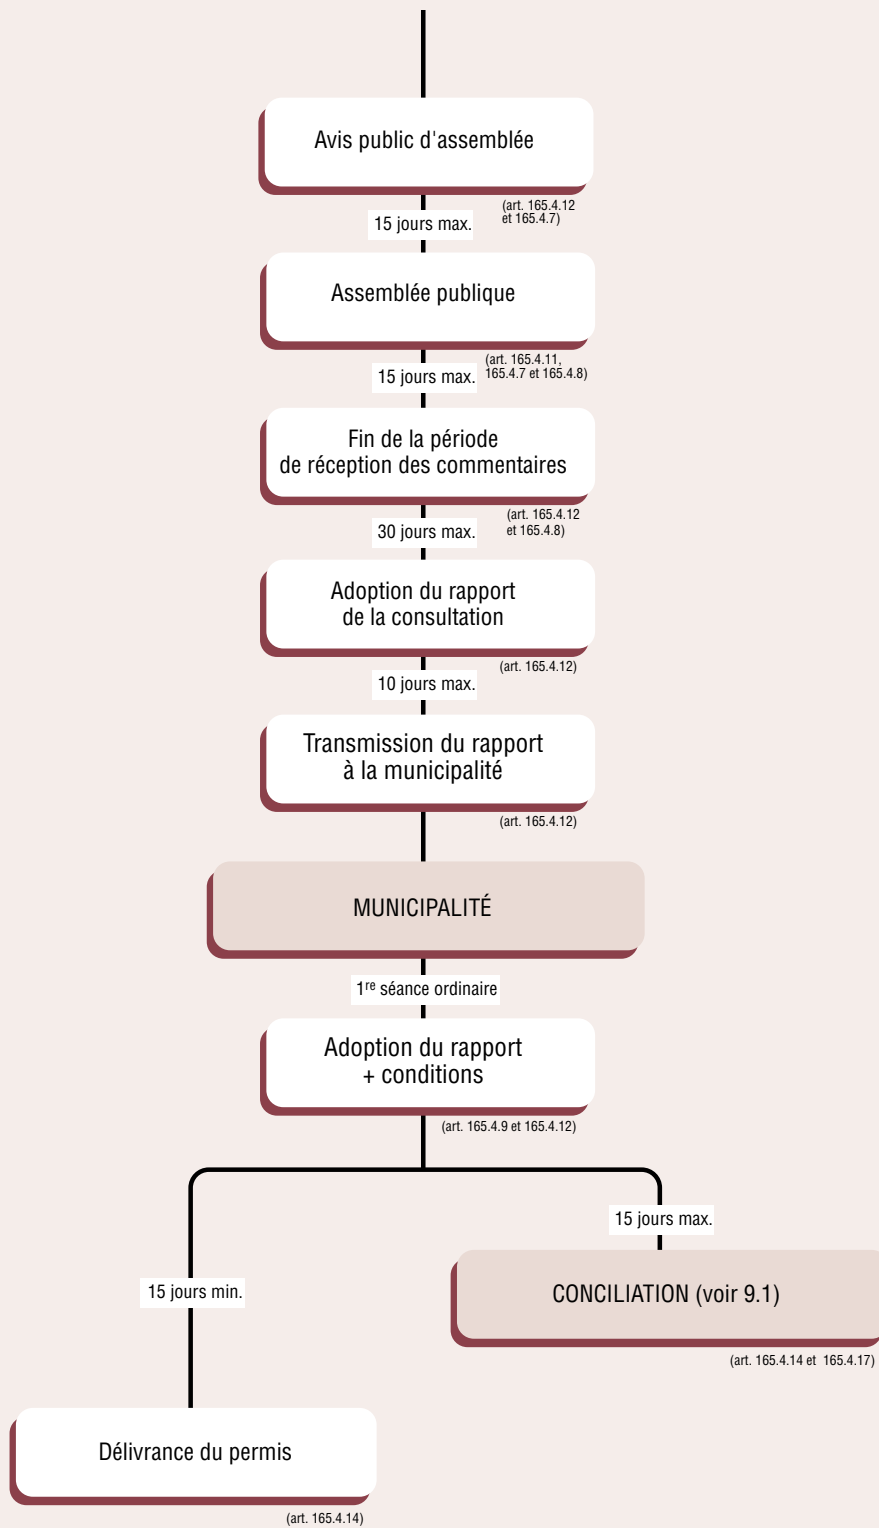 Avis public d'assemblée
(art. 165.4.12
et 165.4.7)
15 jours max.
Assemblée publique
(art. 165.4.11,
165.4.7 et 165.4.8)
15 jours max.
Fin de la période
de réception des commentaires
(art. 165.4.12
et 165.4.8)
30 jours max.
Adoption du rapport
de la consultation
(art. 165.4.12)
10 jours max.
Transmission du rapport
à la municipalité
(art. 165.4.12)
MUNICIPALITÉ
1re séance ordinaire
Adoption du rapport
+ conditions
(art. 165.4.9 et 165.4.12)
15 jours max.
15 jours min.
CONCILIATION (voir 9.1)
(art. 165.4.14 et 165.4.17)
Délivrance du permis
(art. 165.4.14)